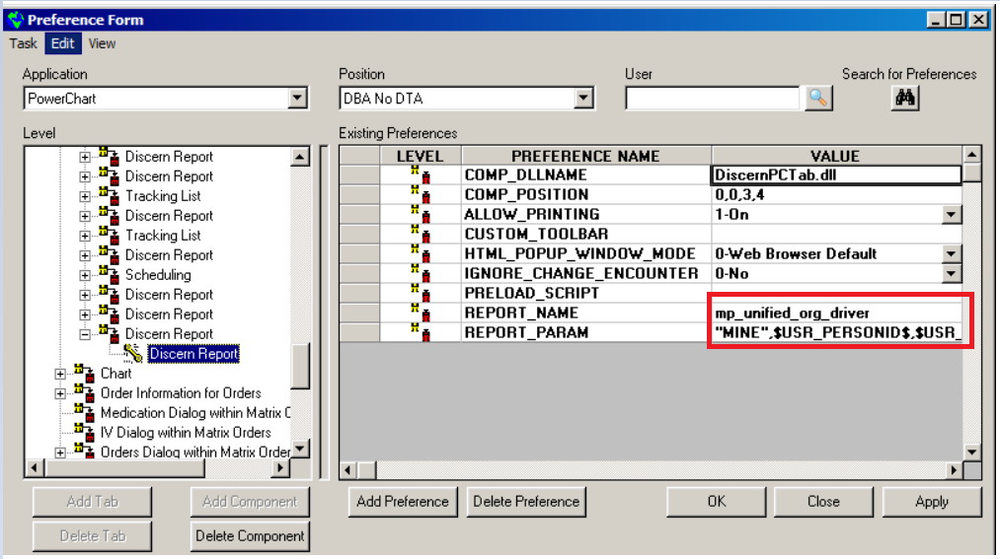 Preference Form
Task Edit View
Application Position User Search for Preferences
PowerChart DBA No DTA
Level Existing Preferences
LEVEL PREFERENCE NAME VALUE
Discern Report
Discern Report
Tracking List
Discern Report
Tracking List
Discern Report
Scheduling
Discern Report
Discern Report
Discern Report
Discern Report
Chart
Order Information for Orders
Medication Dialog within Matrix O
IV Dialog within Matrix Orders
Orders Dialog within Matrix Order
COMP_DLLNAME DiscernPCTab.dll
COMP_POSITION 0,0,3,4
ALLOW_PRINTING 1-On
CUSTOM_TOOLBAR
HTML_POPUP_WINDOW_MODE 0-Web Browser Default
IGNORE_CHANGE_ENCOUNTER 0-No
PRELOAD_SCRIPT
REPORT_NAME mp_unified_org_driver
REPORT_PARAM "MINE",$USR_PERSONID$,$USR_
Add Tab Add Component Add Preference Delete Preference OK Close Apply
Delete Tab Delete Component